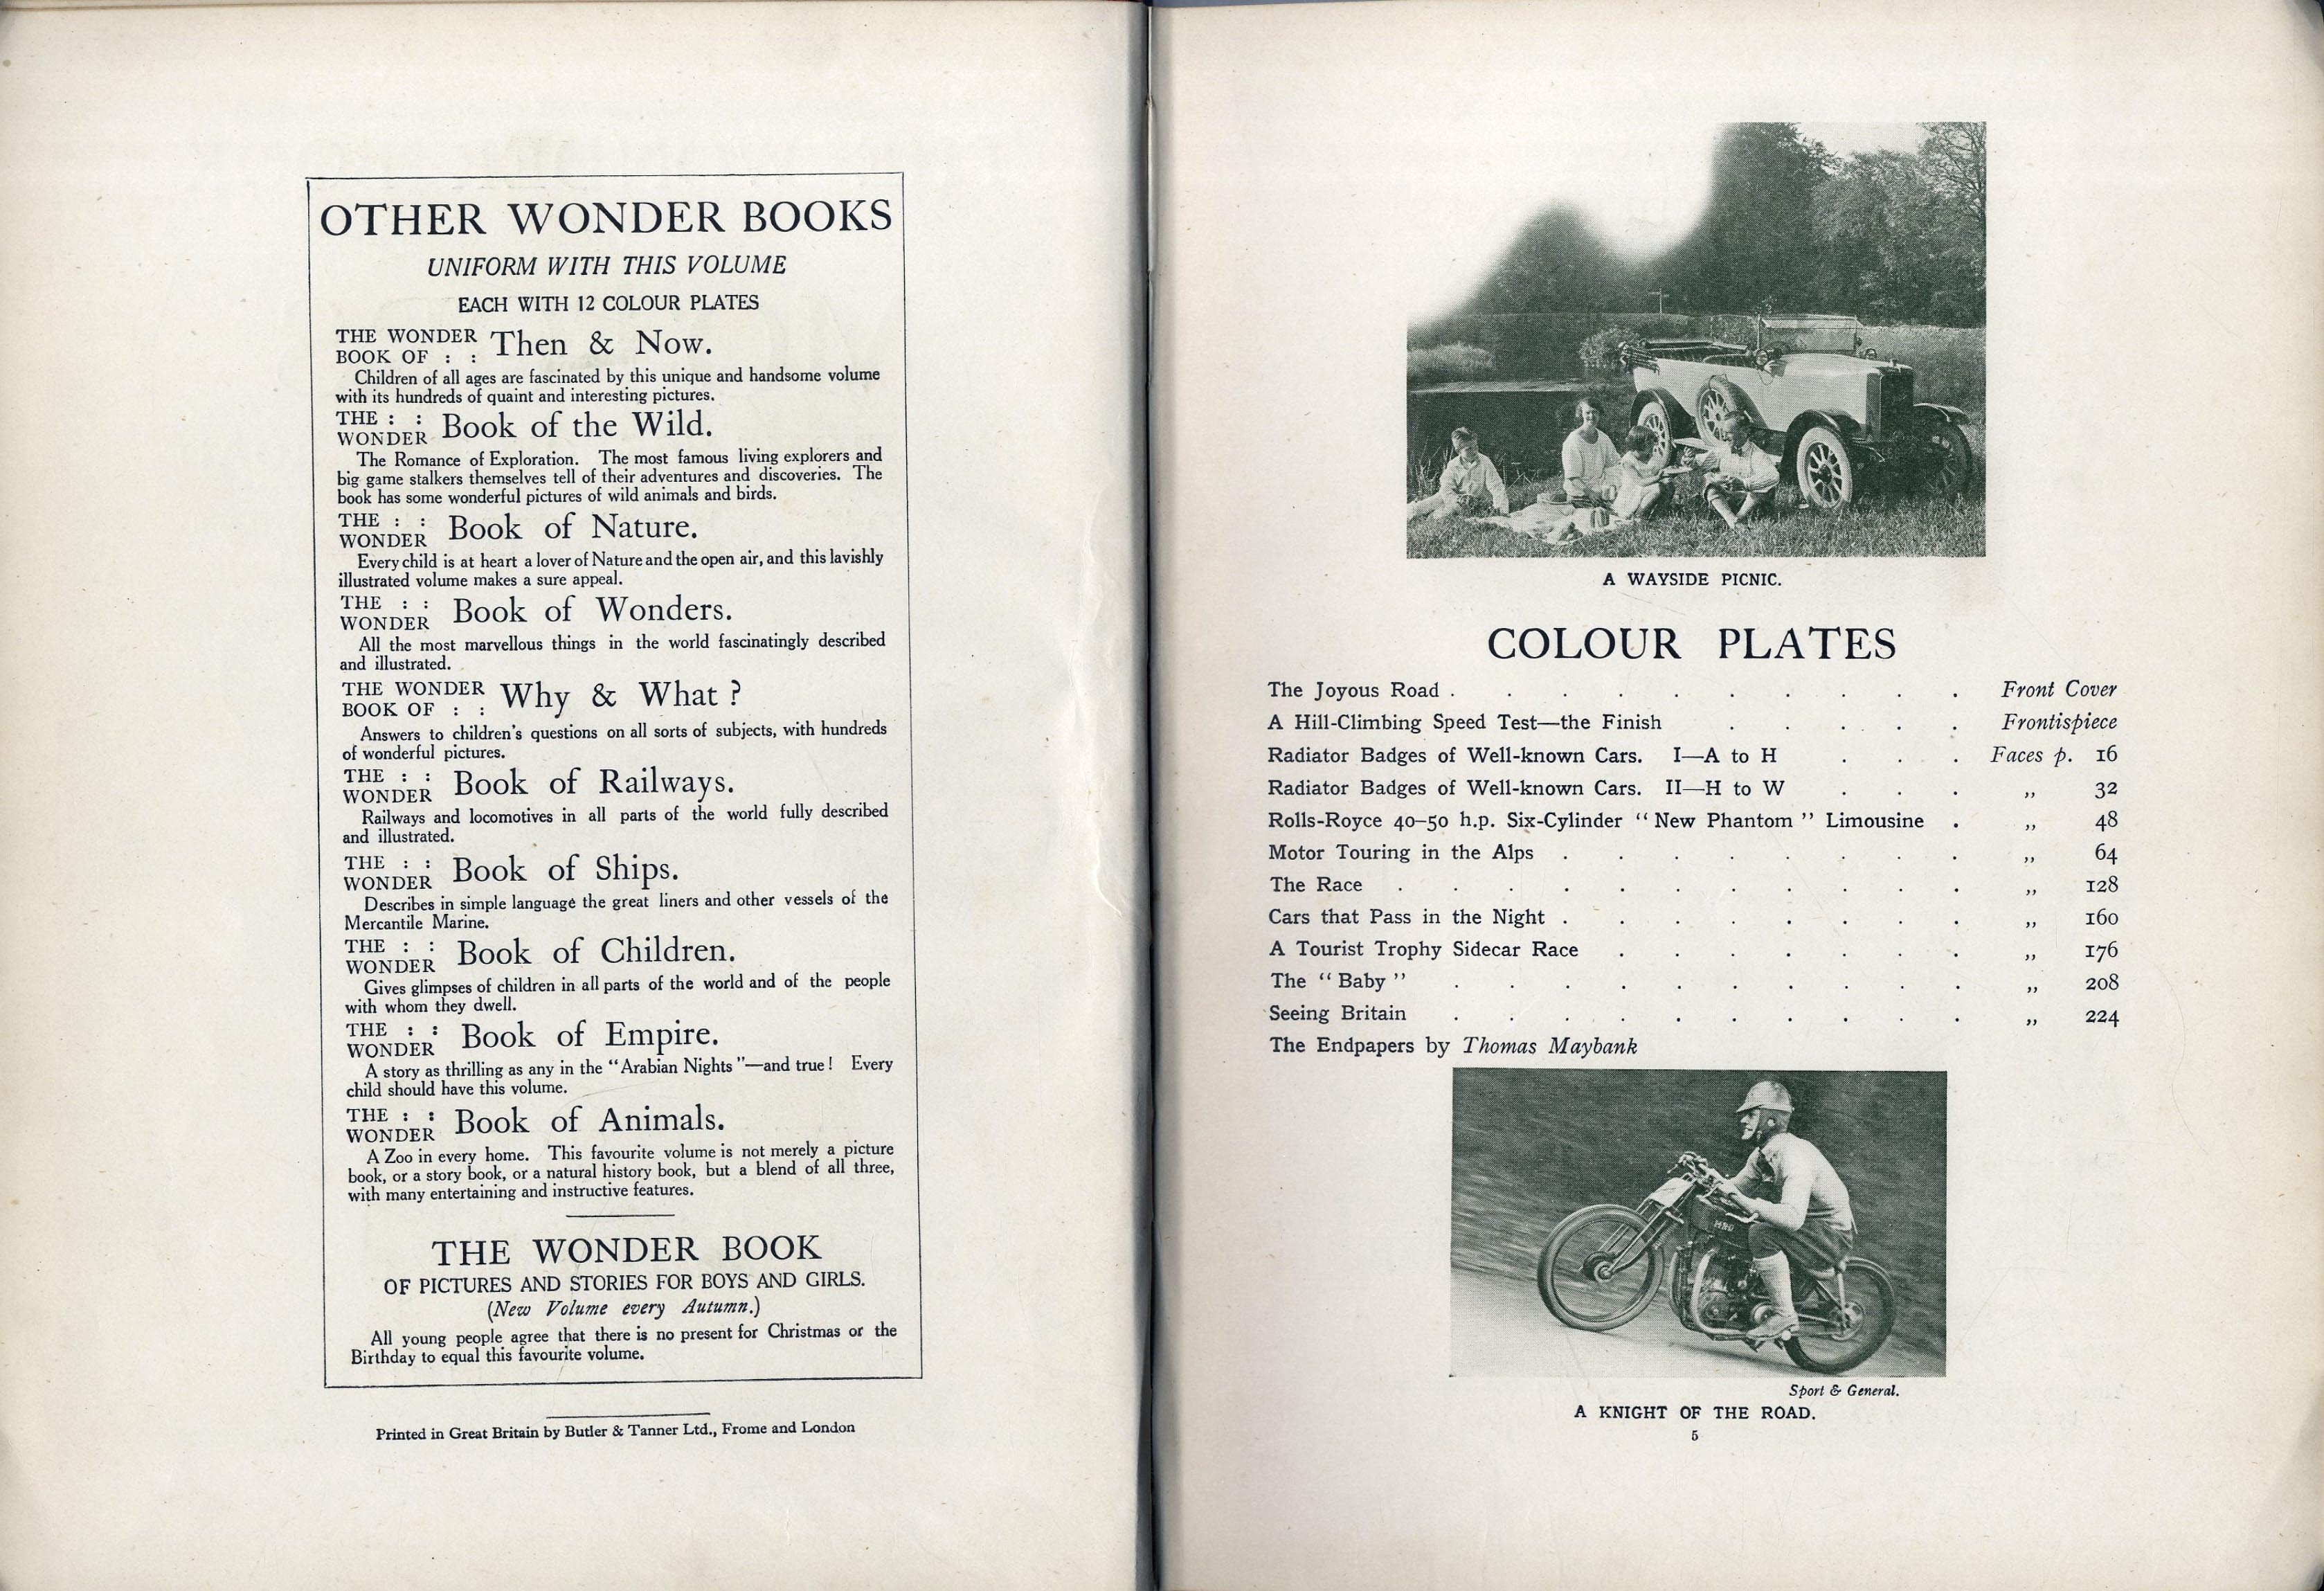 OTHER WONDER BOOKS
UNIFORM WITH THIS VOLUME
EACH WITH 12 COLOUR PLATES
THE WONDER BOOK OF : : Then & Now.
Children of all ages are fascinated by this unique and handsome volume
with its hundreds of quaint and interesting pictures.
THE : : WONDER Book of the Wild.
The Romance of Exploration. The most famous living explorers and
big game stalkers themselves tell of their adventures and discoveries. The
book has some wonderful pictures of wild animals and birds.
THE : : WONDER Book of Nature.
Every child is at heart a lover of Nature and the open air, and this lavishly
illustrated volume makes a sure appeal.
THE : : WONDER Book of Wonders.
All the most marvellous things in the world fascinatingly described
and illustrated.
THE WONDER BOOK OF : : Why & What ?
Answers to children's questions on all sorts of subjects, with hundreds
of wonderful pictures.
THE : : WONDER Book of Railways.
Railways and locomotives in all parts of the world fully described
and illustrated.
THE : : WONDER Book of Ships.
Describes in simple language the great liners and other vessels of the
Mercantile Marine.
THE : : WONDER Book of Children.
Gives glimpses of children in all parts of the world and of the people
with whom they dwell.
THE : : WONDER Book of Empire.
A story as thrilling as any in the "Arabian Nights"—and true! Every
child should have this volume.
THE : : WONDER Book of Animals.
A Zoo in every home. This favourite volume is not merely a picture
book, or a story book, or a natural history book, but a blend of all three,
with many entertaining and instructive features.
THE WONDER BOOK
OF PICTURES AND STORIES FOR BOYS AND GIRLS.
(New Volume every Autumn.)
All young people agree that there is no present for Christmas or the
Birthday to equal this favourite volume.
Printed in Great Britain by Butler & Tanner Ltd., Frome and London
A WAYSIDE PICNIC.
COLOUR PLATES
The Joyous Road . . . . . . . . . . Front Cover
A Hill-Climbing Speed Test—the Finish . . . . . Frontispiece
Radiator Badges of Well-known Cars. I—A to H . . . Faces p. 16
Radiator Badges of Well-known Cars. II—H to W . . . ,, 32
Rolls-Royce 40–50 h.p. Six-Cylinder "New Phantom" Limousine . ,, 48
Motor Touring in the Alps . . . . . . . . ,, 64
The Race . . . . . . . . . . . ,, 128
Cars that Pass in the Night . . . . . . . . ,, 160
A Tourist Trophy Sidecar Race . . . . . . . ,, 176
The "Baby" . . . . . . . . . . ,, 208
Seeing Britain . . . . . . . . . . ,, 224
The Endpapers by Thomas Maybank
HRD
Sport & General.
A KNIGHT OF THE ROAD.
5